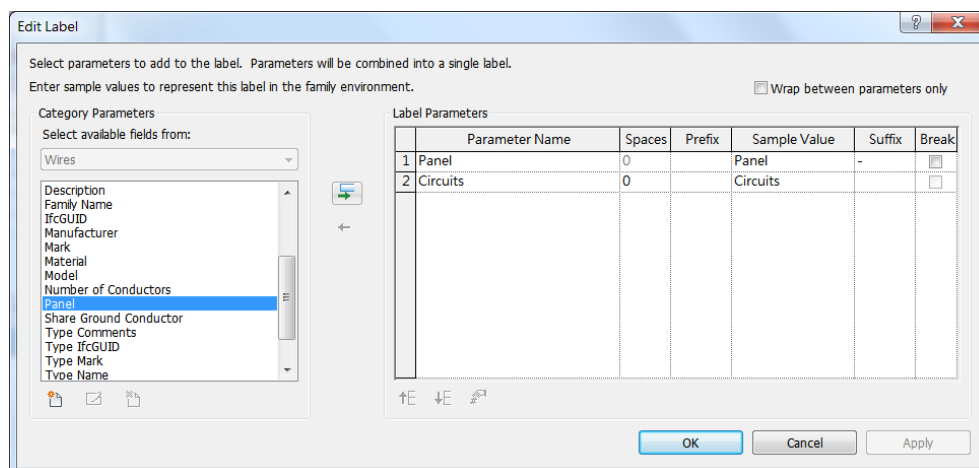 Edit Label
Select parameters to add to the label. Parameters will be combined into a single label.
Enter sample values to represent this label in the family environment.
Wrap between parameters only
Category Parameters
Select available fields from:
Wires
Description
Family Name
IfcGUID
Manufacturer
Mark
Material
Model
Number of Conductors
Panel
Share Ground Conductor
Type Comments
Type IfcGUID
Type Mark
Type Name
Label Parameters
Parameter Name Spaces Prefix Sample Value Suffix Break
1 Panel 0 Panel -
2 Circuits 0 Circuits
OK Cancel Apply